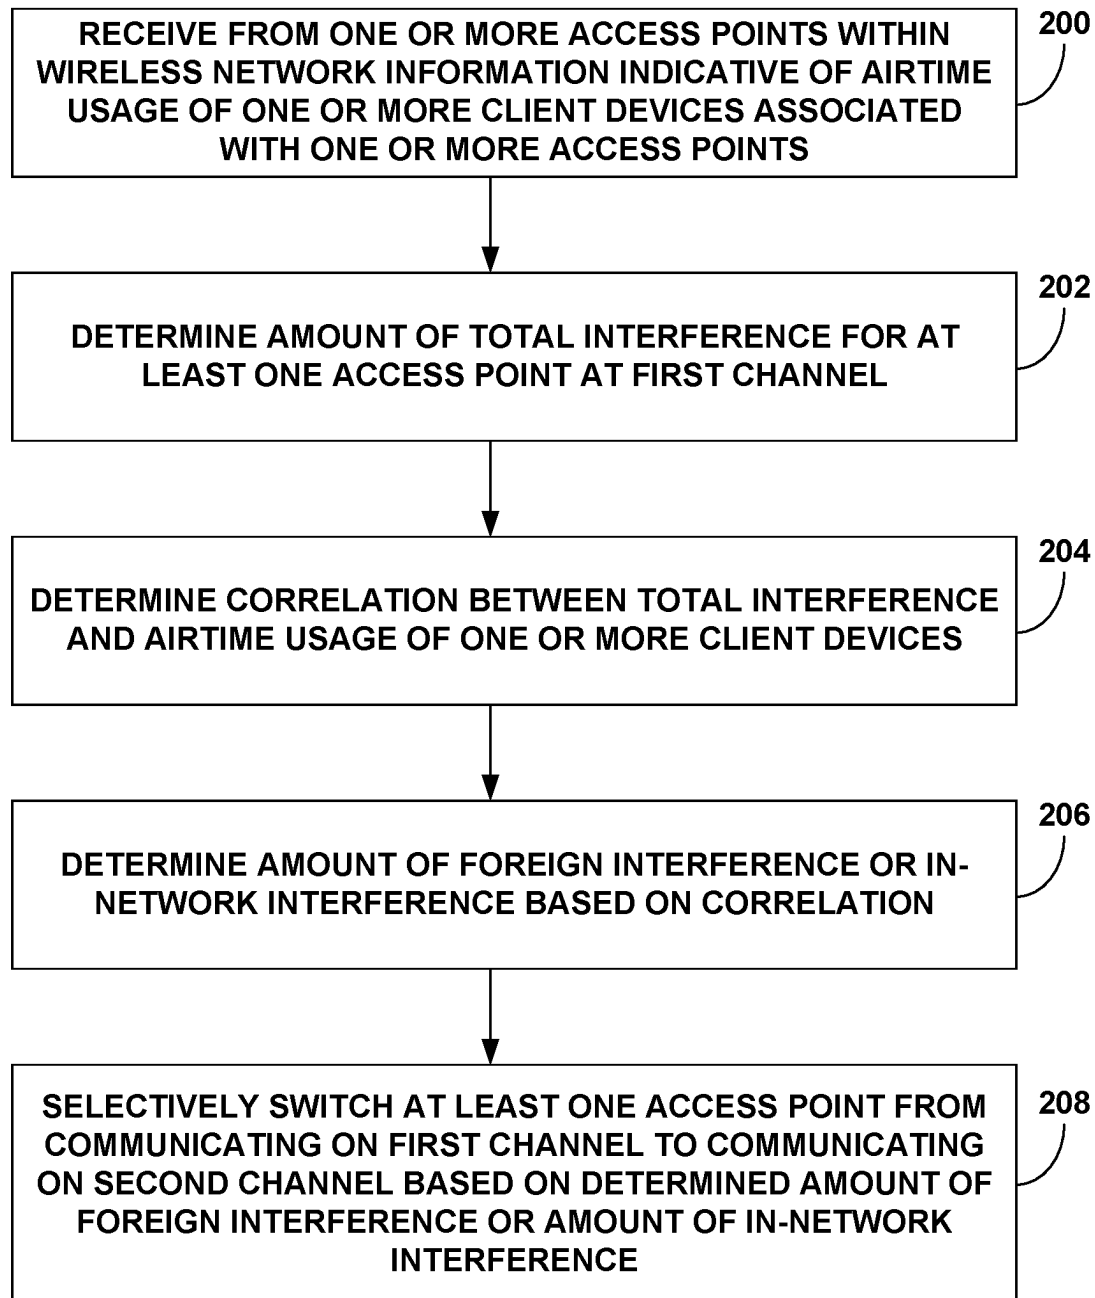 RECEIVE FROM ONE OR MORE ACCESS POINTS WITHIN
WIRELESS NETWORK INFORMATION INDICATIVE OF AIRTIME
USAGE OF ONE OR MORE CLIENT DEVICES ASSOCIATED
WITH ONE OR MORE ACCESS POINTS
200
DETERMINE AMOUNT OF TOTAL INTERFERENCE FOR AT
LEAST ONE ACCESS POINT AT FIRST CHANNEL
202
DETERMINE CORRELATION BETWEEN TOTAL INTERFERENCE
AND AIRTIME USAGE OF ONE OR MORE CLIENT DEVICES
204
DETERMINE AMOUNT OF FOREIGN INTERFERENCE OR IN-
NETWORK INTERFERENCE BASED ON CORRELATION
206
SELECTIVELY SWITCH AT LEAST ONE ACCESS POINT FROM
COMMUNICATING ON FIRST CHANNEL TO COMMUNICATING
ON SECOND CHANNEL BASED ON DETERMINED AMOUNT OF
FOREIGN INTERFERENCE OR AMOUNT OF IN-NETWORK
INTERFERENCE
208